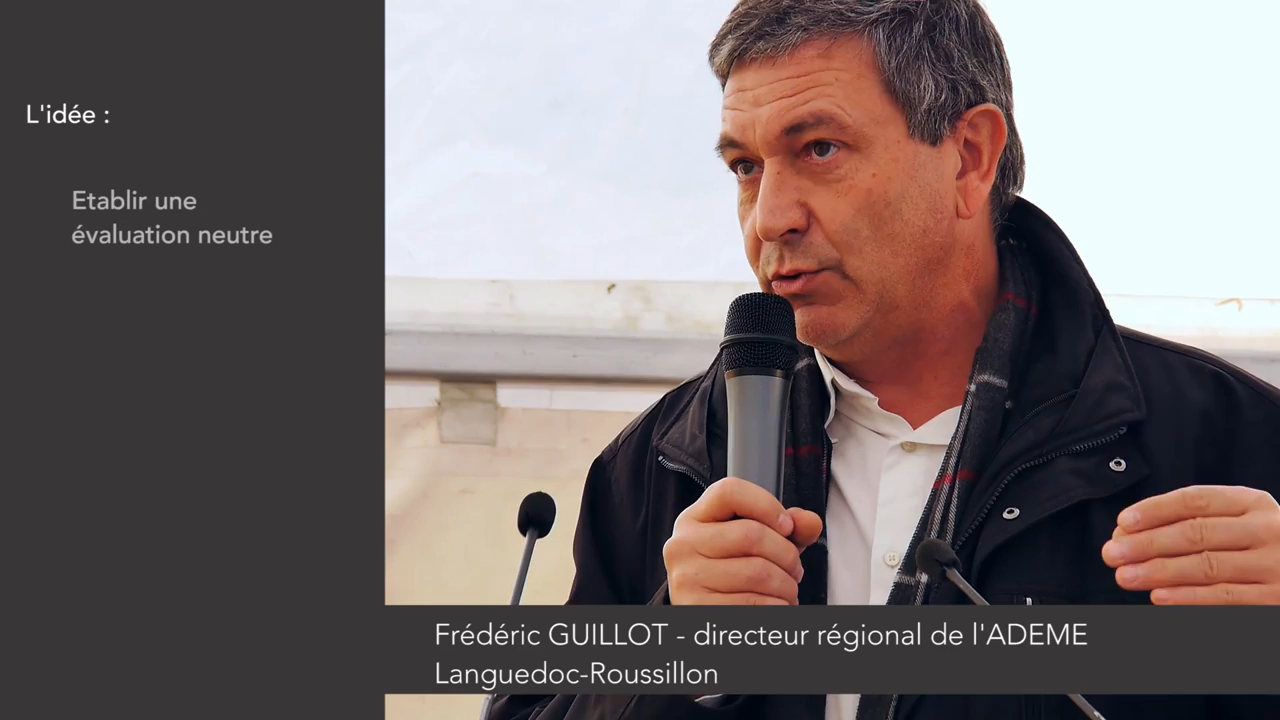 L'idée :
Etablir une
évaluation neutre
Frédéric GUILLOT - directeur régional de l'ADEME
Languedoc-Roussillon